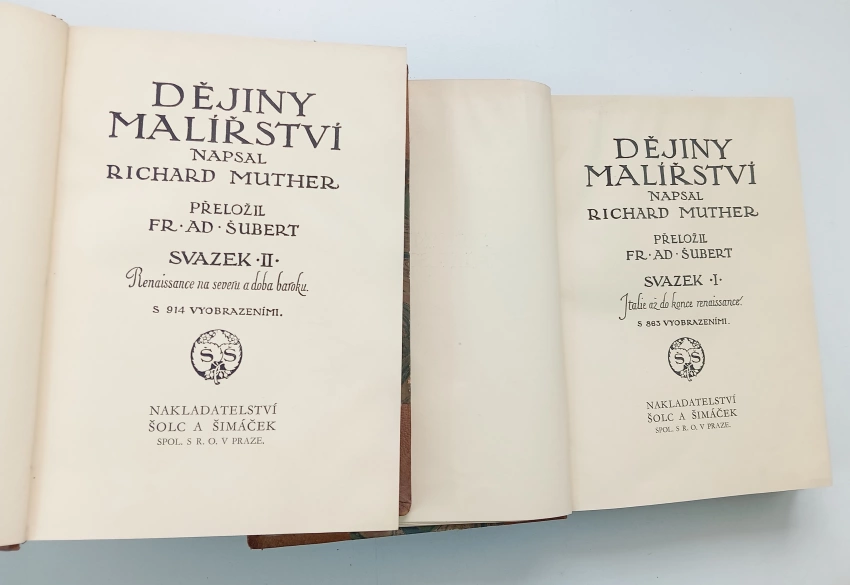 DĚJINY
MALÍŘSTVÍ
NAPSAL
RICHARD MUTHER
PŘELOŽIL
FR·AD·ŠUBERT
SVAZEK·II·
Renaissance na severu a doba baroku.
S 914 VYOBRAZENÍMI.
Š Š
NAKLADATELSTVÍ
ŠOLC A ŠIMÁČEK
SPOL. S R. O. V PRAZE.
DĚJINY
MALÍŘSTVÍ
NAPSAL
RICHARD MUTHER
PŘELOŽIL
FR·AD·ŠUBERT
SVAZEK·I·
Italie až do konce renaissance.
S 863 VYOBRAZENÍMI.
Š Š
NAKLADATELSTVÍ
ŠOLC A ŠIMÁČEK
SPOL. S R. O. V PRAZE.